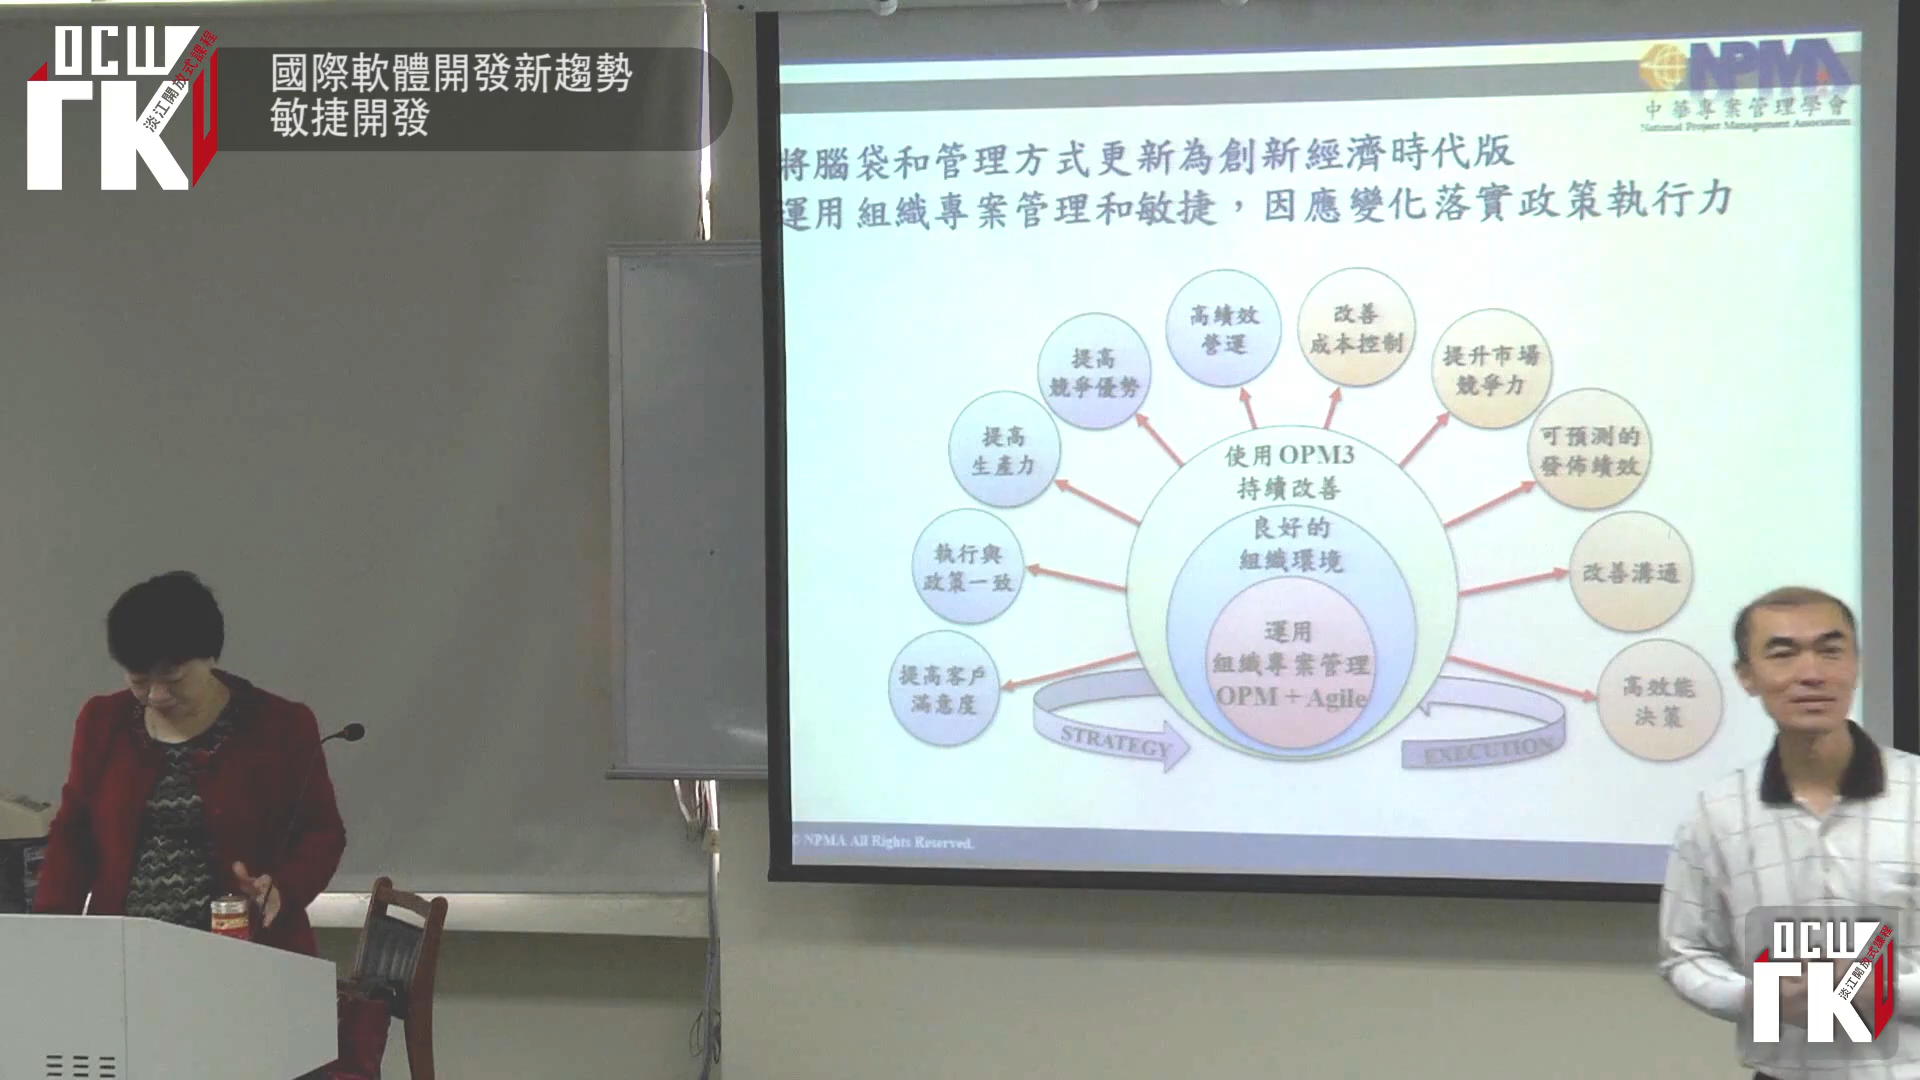 OCW
TKU
淡江開放式課程
國際軟體開發新趨勢
敏捷開發
NPMA
中華專案管理學會
National Project Management Association
將腦袋和管理方式更新為創新經濟時代版
運用組織專案管理和敏捷，因應變化落實政策執行力
高績效
營運
改善
成本控制
提高
競爭優勢
提升市場
競爭力
提高
生產力
可預測的
發佈績效
執行與
政策一致
改善溝通
提高客戶
滿意度
高效能
決策
使用OPM3
持續改善
良好的
組織環境
運用
組織專案管理
OPM + Agile
STRATEGY
EXECUTION
© NPMA All Rights Reserved.
OCW
TKU
淡江開放式課程